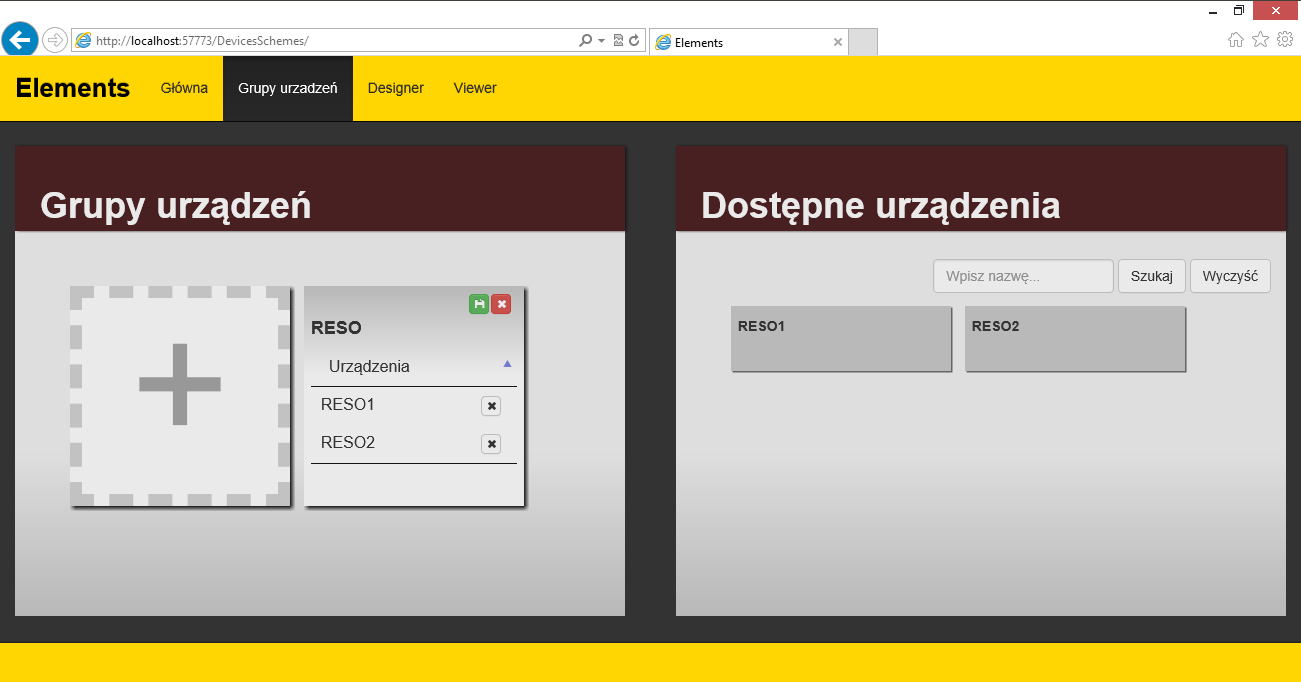 http://localhost:57773/DevicesSchemes/
Elements
Elements Główna Grupy urzadzeń Designer Viewer
Grupy urządzeń
RESO
Urządzenia
RESO1
RESO2
Dostępne urządzenia
Wpisz nazwę... Szukaj Wyczyść
RESO1 RESO2